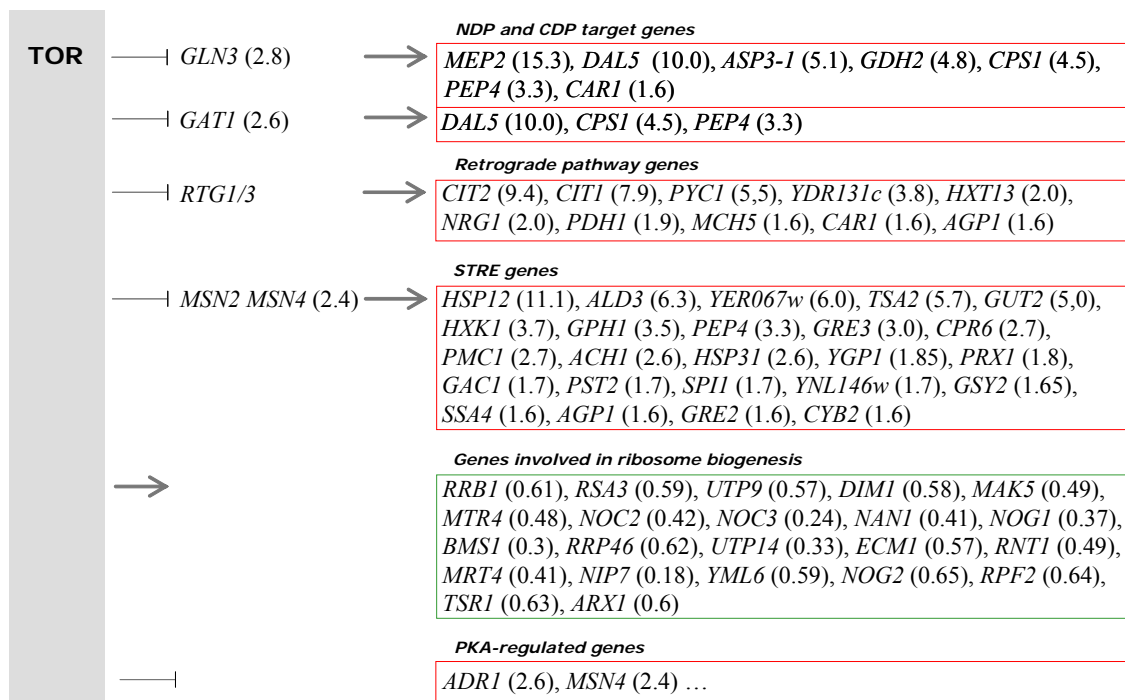 NDP and CDP target genes
TOR
GLN3 (2.8)
MEP2 (15.3), DAL5 (10.0), ASP3-1 (5.1), GDH2 (4.8), CPS1 (4.5),
PEP4 (3.3), CAR1 (1.6)
GAT1 (2.6)
DAL5 (10.0), CPS1 (4.5), PEP4 (3.3)
Retrograde pathway genes
RTG1/3
CIT2 (9.4), CIT1 (7.9), PYC1 (5,5), YDR131c (3.8), HXT13 (2.0),
NRG1 (2.0), PDH1 (1.9), MCH5 (1.6), CAR1 (1.6), AGP1 (1.6)
STRE genes
MSN2 MSN4 (2.4)
HSP12 (11.1), ALD3 (6.3), YER067w (6.0), TSA2 (5.7), GUT2 (5,0),
HXK1 (3.7), GPH1 (3.5), PEP4 (3.3), GRE3 (3.0), CPR6 (2.7),
PMC1 (2.7), ACH1 (2.6), HSP31 (2.6), YGP1 (1.85), PRX1 (1.8),
GAC1 (1.7), PST2 (1.7), SPI1 (1.7), YNL146w (1.7), GSY2 (1.65),
SSA4 (1.6), AGP1 (1.6), GRE2 (1.6), CYB2 (1.6)
Genes involved in ribosome biogenesis
RRB1 (0.61), RSA3 (0.59), UTP9 (0.57), DIM1 (0.58), MAK5 (0.49),
MTR4 (0.48), NOC2 (0.42), NOC3 (0.24), NAN1 (0.41), NOG1 (0.37),
BMS1 (0.3), RRP46 (0.62), UTP14 (0.33), ECM1 (0.57), RNT1 (0.49),
MRT4 (0.41), NIP7 (0.18), YML6 (0.59), NOG2 (0.65), RPF2 (0.64),
TSR1 (0.63), ARX1 (0.6)
PKA-regulated genes
ADR1 (2.6), MSN4 (2.4) …